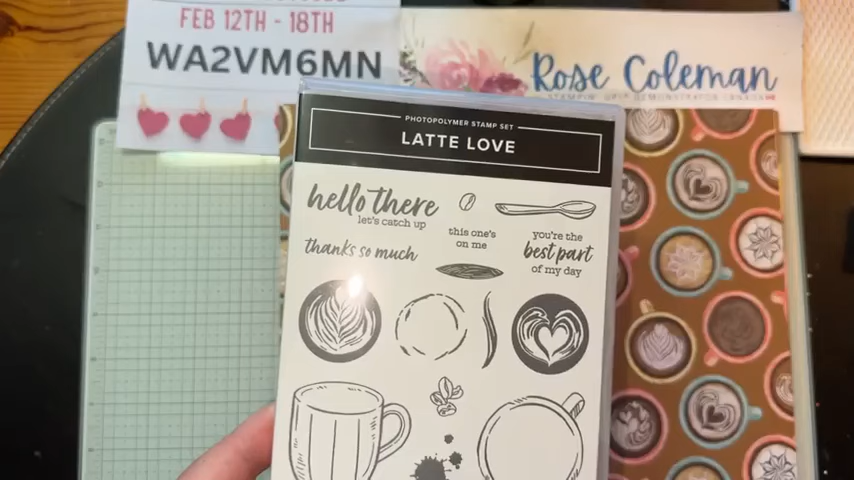 FEB 12TH - 18TH
WA2VM6MN
Rose Coleman
PHOTOPOLYMER STAMP SET
LATTE LOVE
hello there
let's catch up
this one's
on me
you're the
best part
of my day
thanks so much